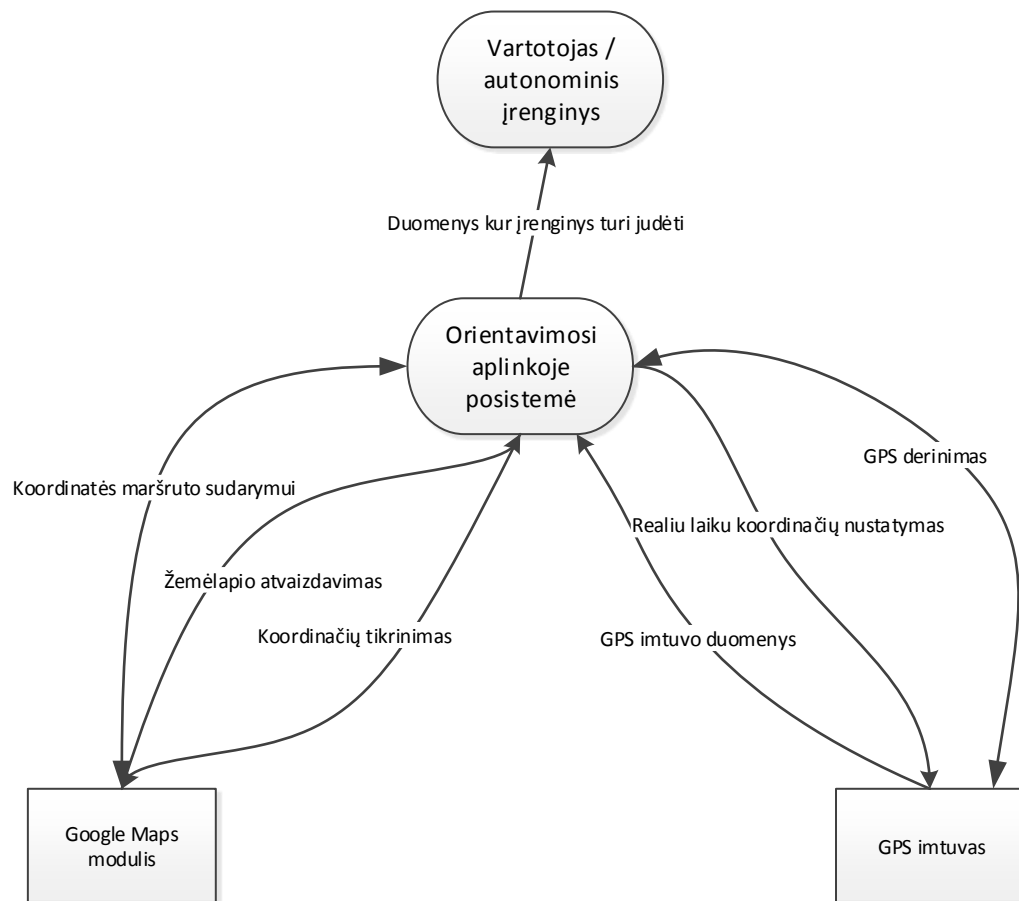 Vartotojas /
autonominis
įrenginys
Duomenys kur įrenginys turi judėti
Orientavimosi
aplinkoje
posistemė
GPS derinimas
Koordinatės maršruto sudarymui
Realiu laiku koordinačių nustatymas
Žemėlapio atvaizdavimas
Koordinačių tikrinimas
GPS imtuvo duomenys
Google Maps
modulis
GPS imtuvas